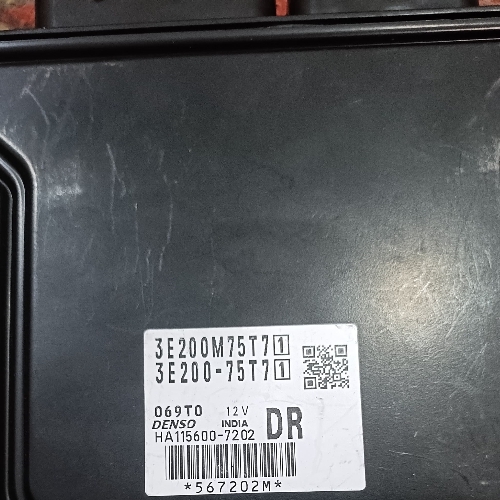 3E200M75T7 1
3E200-75T7 1
069T0 12V
DENSO INDIA
HA115600-7202 DR
*567202M*